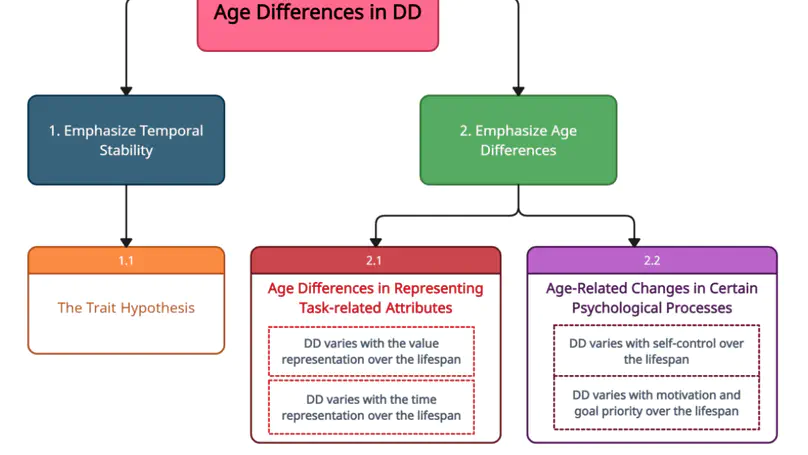 Age Differences in DD
1. Emphasize Temporal
Stability
2. Emphasize Age
Differences
1.1
The Trait Hypothesis
2.1
Age Differences in Representing
Task-related Attributes
DD varies with the value
representation over the lifespan
DD varies with the time
representation over the lifespan
2.2
Age-Related Changes in Certain
Psychological Processes
DD varies with self-control over
the lifespan
DD varies with motivation and
goal priority over the lifespan